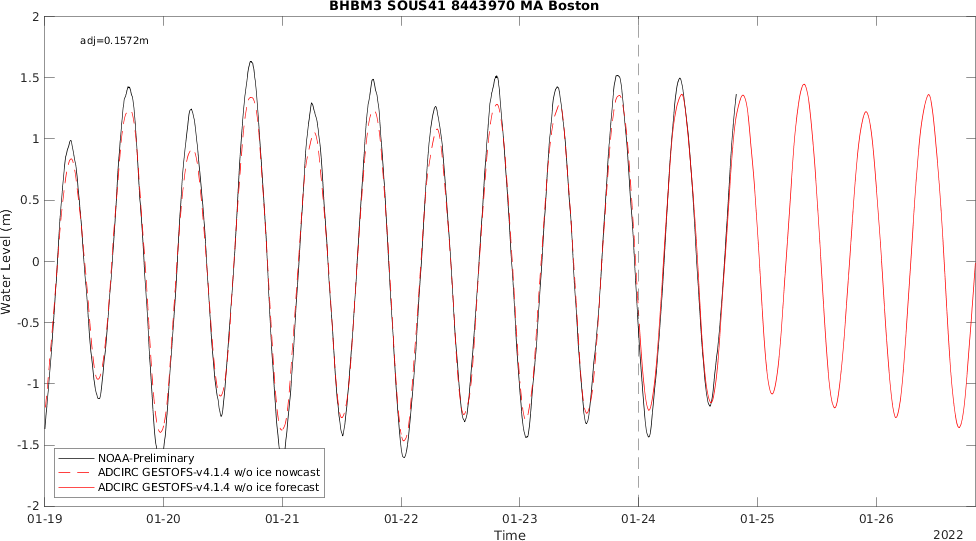 BHBM3 SOUS41 8443970 MA Boston
adj=0.1572m
2
1.5
1
0.5
0
-0.5
-1
-1.5
-2
Water Level (m)
NOAA-Preliminary
ADCIRC GESTOFS-v4.1.4 w/o ice nowcast
ADCIRC GESTOFS-v4.1.4 w/o ice forecast
01-19 01-20 01-21 01-22 01-23 01-24 01-25 01-26
Time
2022